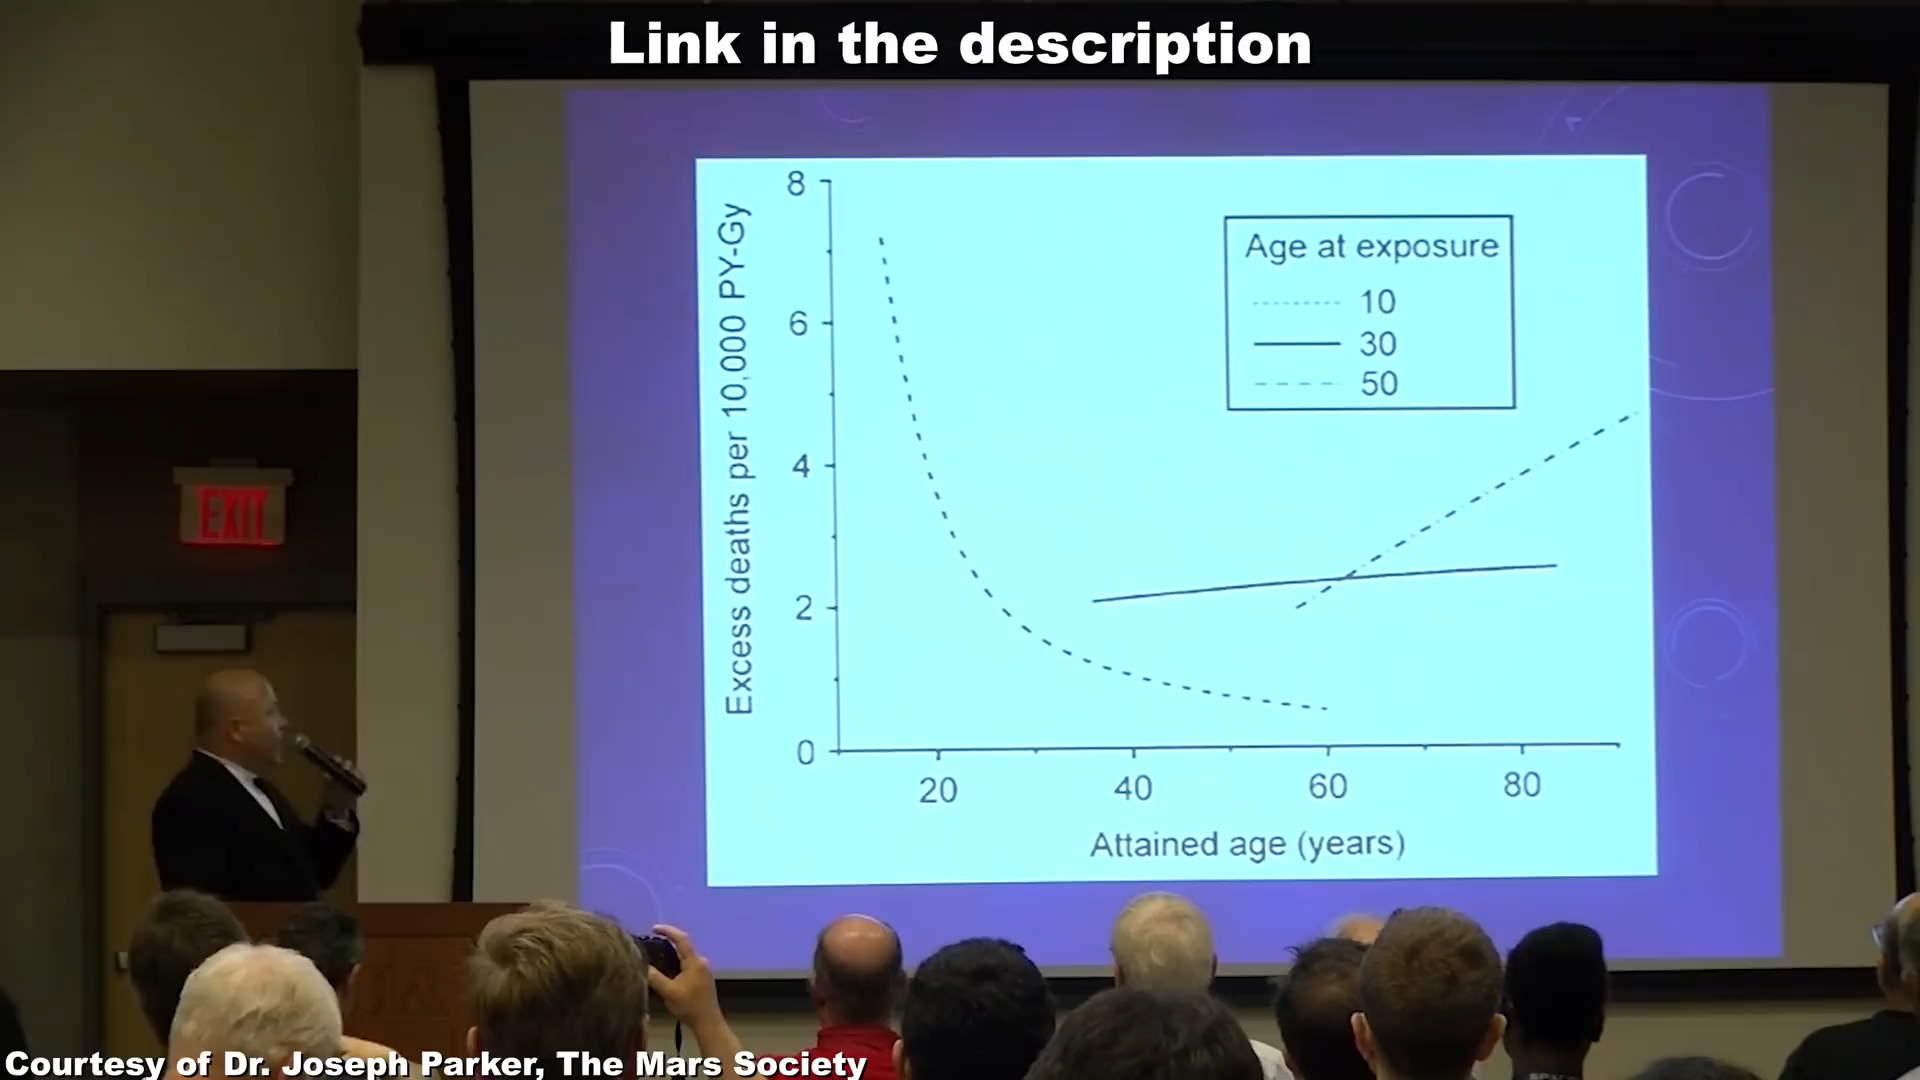 Link in the description
8
6
4
2
0
Excess deaths per 10,000 PY-Gy
Age at exposure
10
30
50
20
40
60
80
Attained age (years)
EXIT
Courtesy of Dr. Joseph Parker, The Mars Society